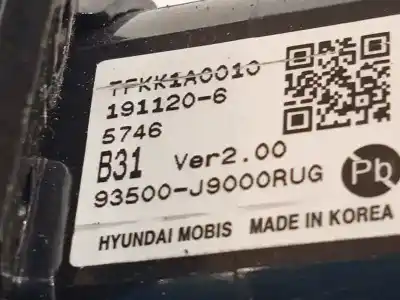 TFKK1A0010
191120-6
5746
B31 Ver2.00
93500-J9000RUG
Pb
HYUNDAI MOBIS MADE IN KOREA